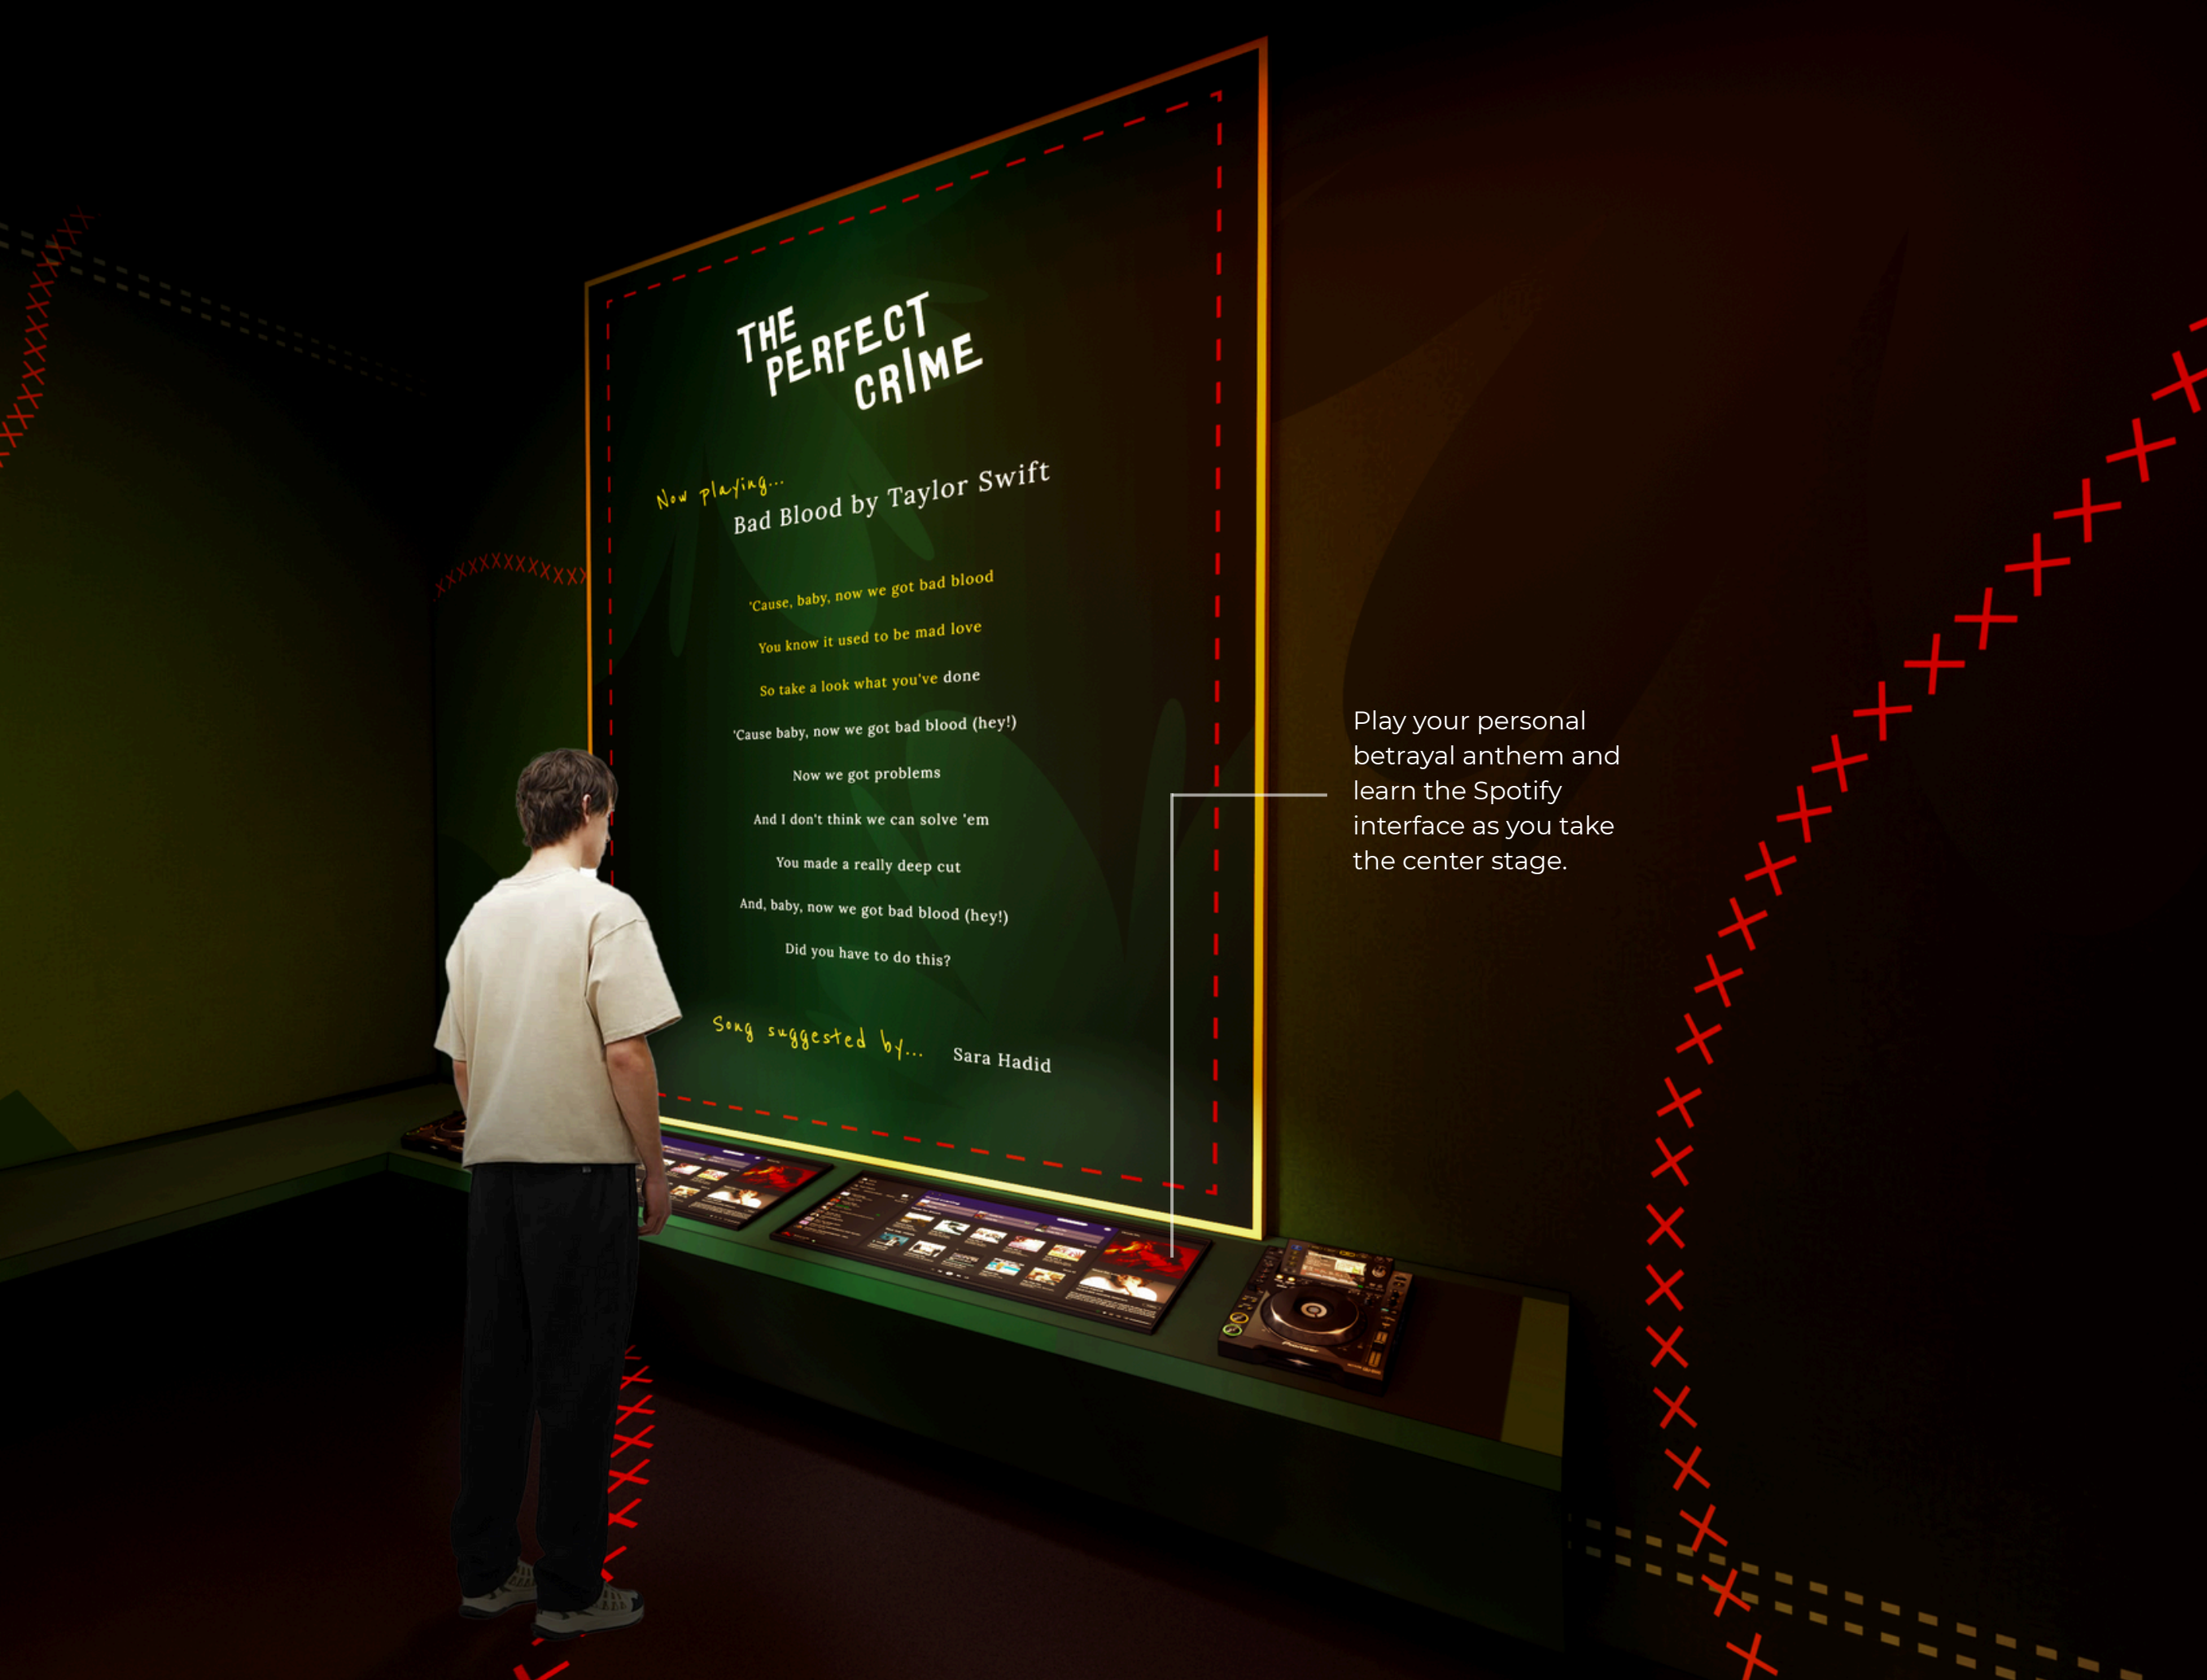 THE
PERFECT
CRIME
Now playing...
Bad Blood by Taylor Swift
'Cause, baby, now we got bad blood
You know it used to be mad love
So take a look what you've done
'Cause baby, now we got bad blood (hey!)
Now we got problems
And I don't think we can solve 'em
You made a really deep cut
And, baby, now we got bad blood (hey!)
Did you have to do this?
Song suggested by... Sara Hadid
Play your personal
betrayal anthem and
learn the Spotify
interface as you take
the center stage.
Pioneer